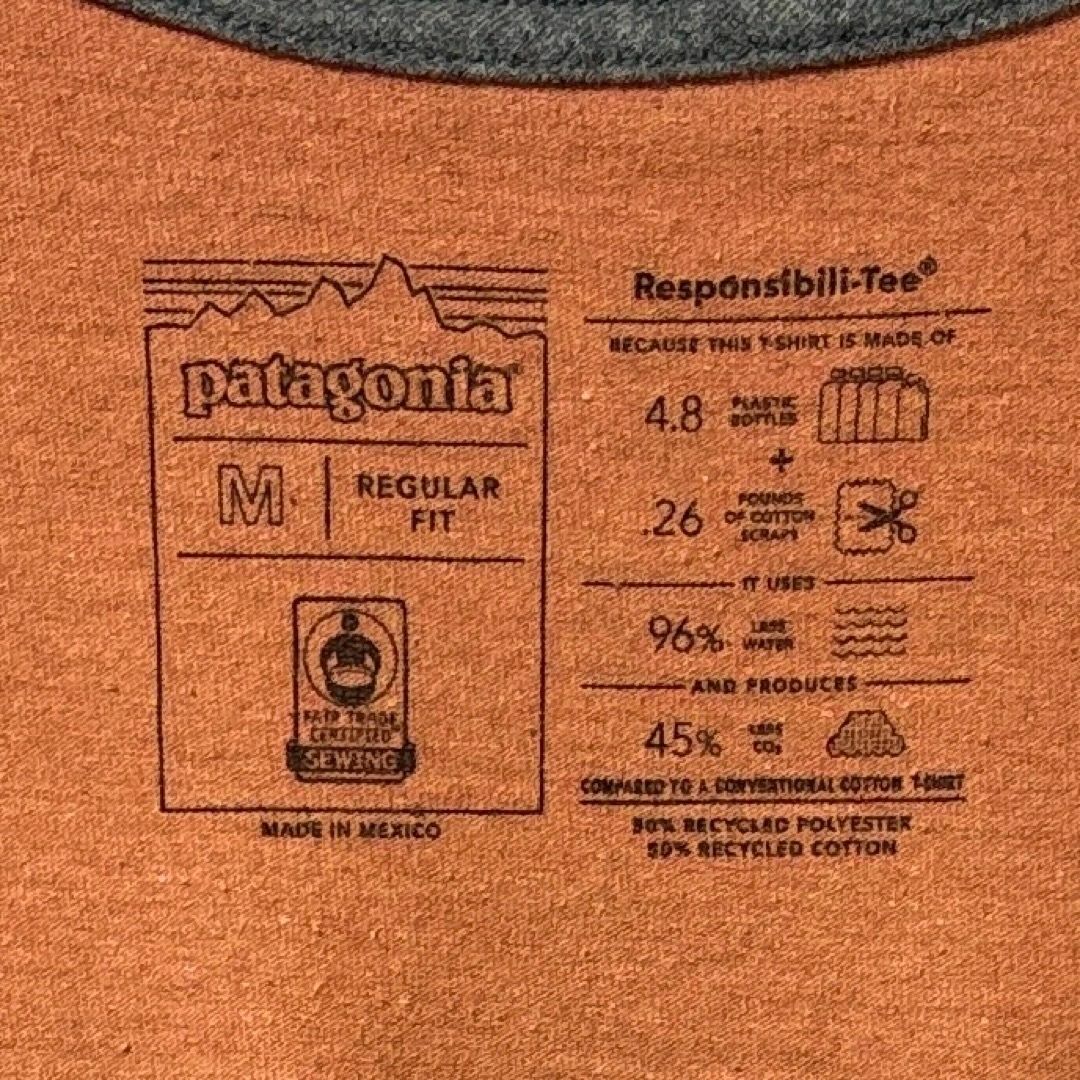 patagonia®
M
REGULAR
FIT
FAIR TRADE
CERTIFIED
SEWING
MADE IN MEXICO
Responsibili-Tee®
BECAUSE THIS T-SHIRT IS MADE OF
4.8 PLASTIC BOTTLES
+
.26 POUNDS OF COTTON SCRAPS
IT USES
96% LESS WATER
AND PRODUCES
45% LESS CO₂
COMPARED TO A CONVENTIONAL COTTON T-SHIRT
50% RECYCLED POLYESTER
50% RECYCLED COTTON